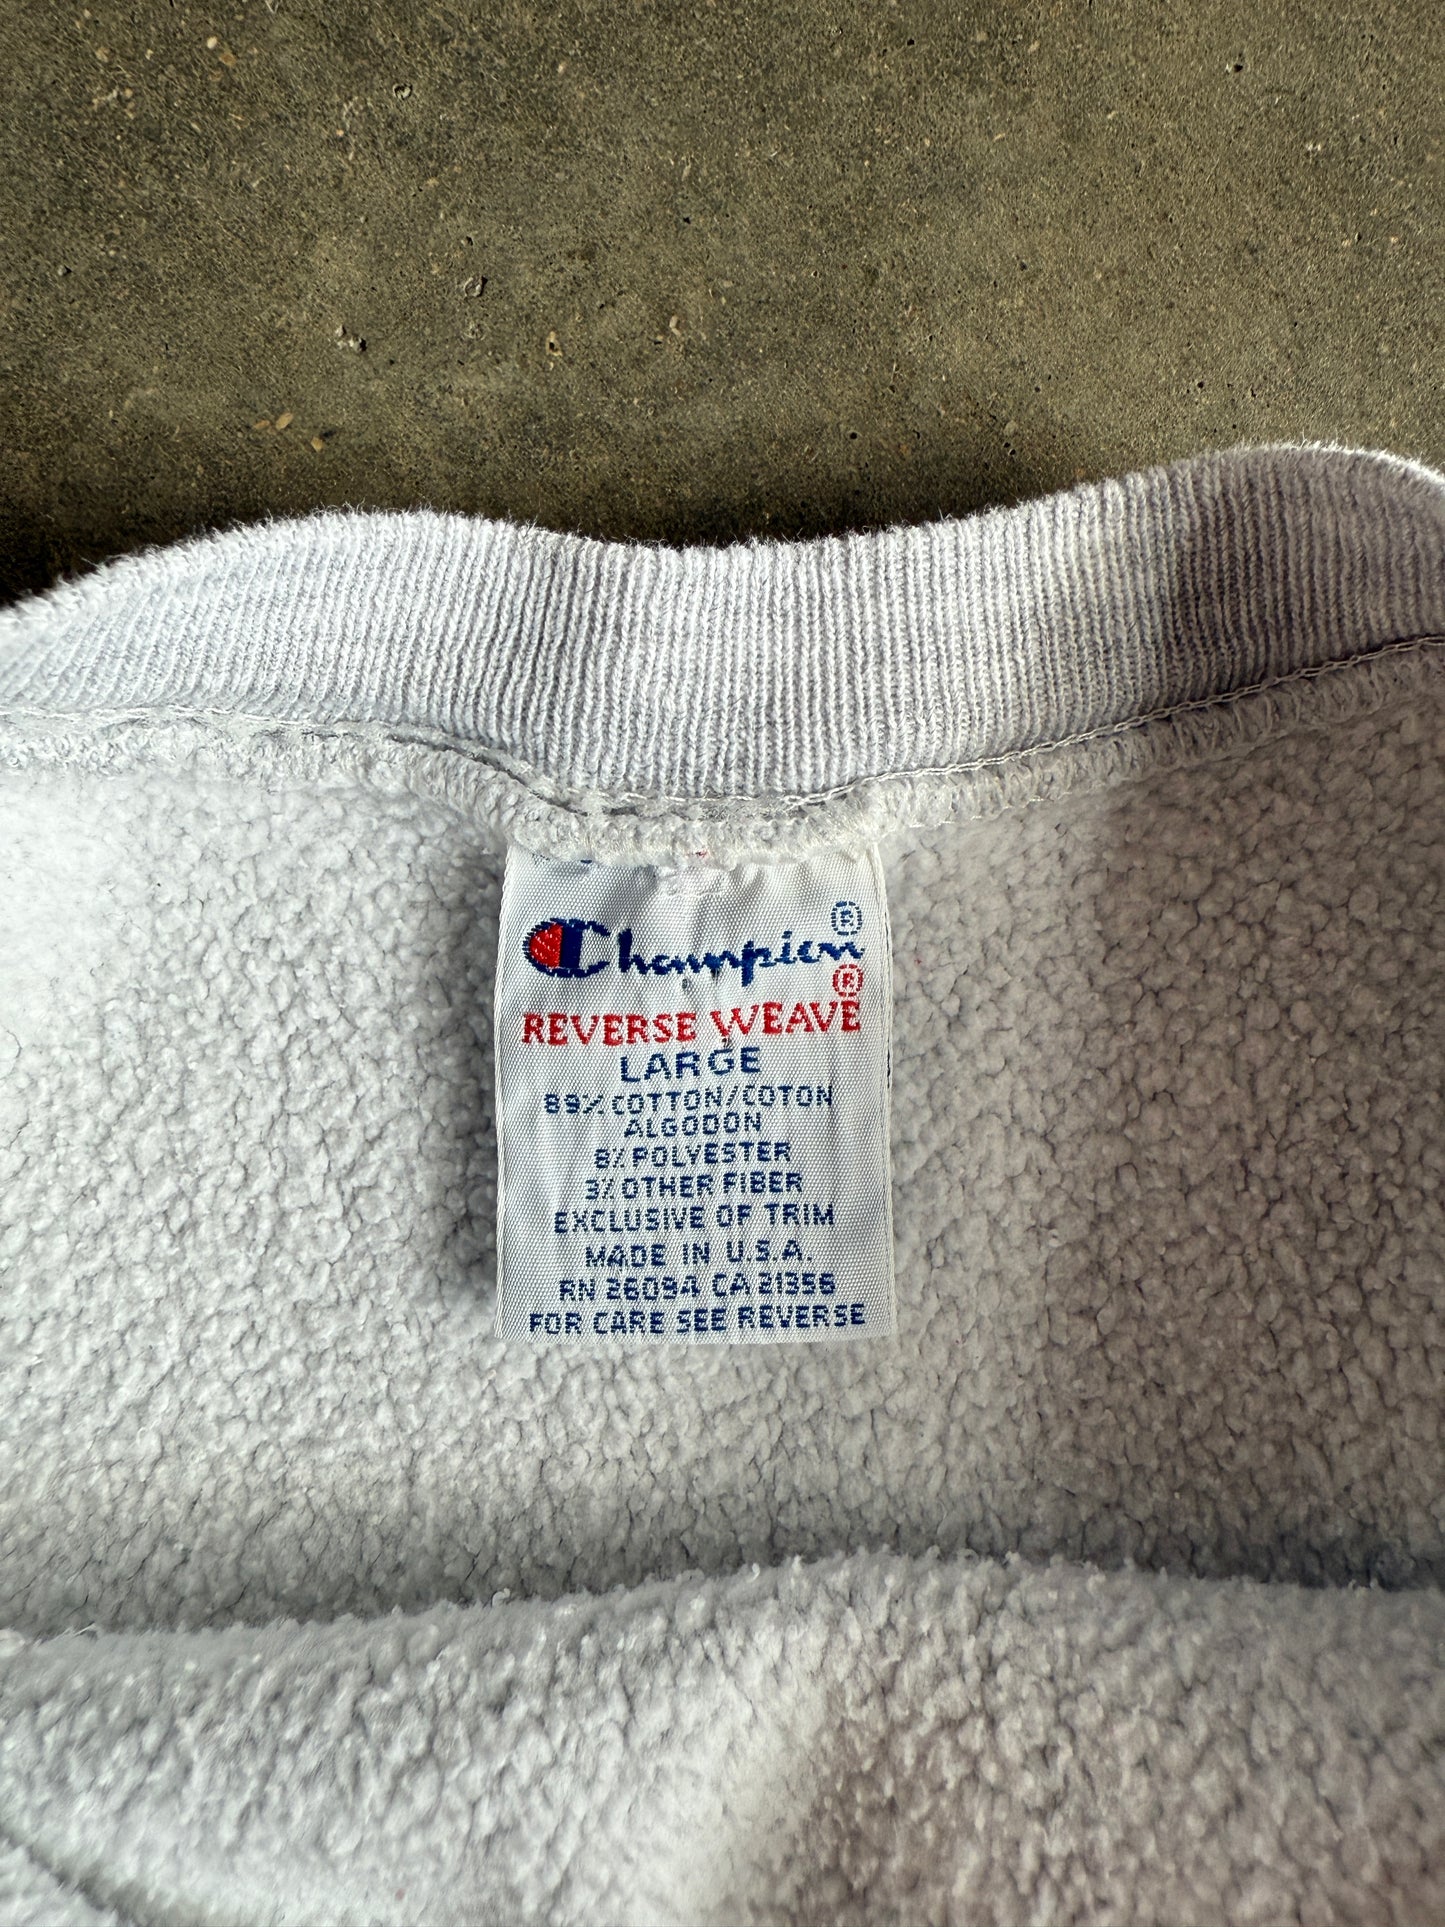 Champion®
REVERSE WEAVE®
LARGE
89% COTTON/COTON
ALGODON
8% POLYESTER
3% OTHER FIBER
EXCLUSIVE OF TRIM
MADE IN U.S.A.
RN 26094 CA 21356
FOR CARE SEE REVERSE